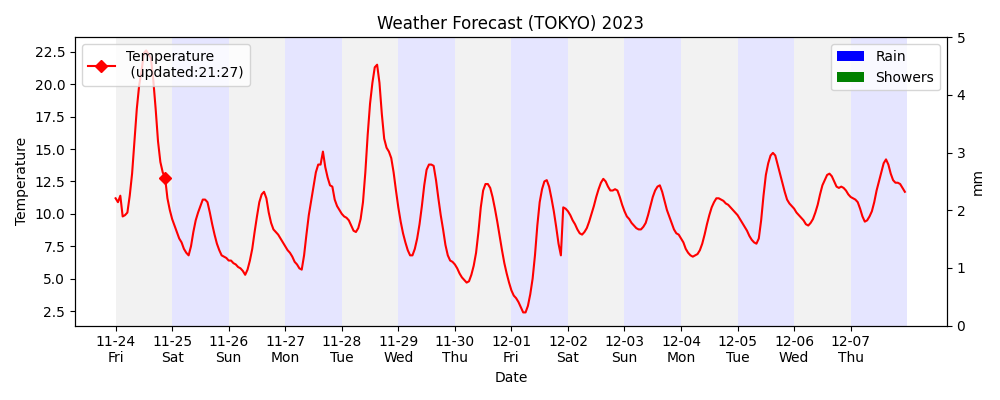 Weather Forecast (TOKYO) 2023
Temperature
(updated:21:27)
Rain
Showers
Temperature
22.5
20.0
17.5
15.0
12.5
10.0
7.5
5.0
2.5
5
4
3
2
1
0
mm
11-24 11-25 11-26 11-27 11-28 11-29 11-30 12-01 12-02 12-03 12-04 12-05 12-06 12-07
Fri Sat Sun Mon Tue Wed Thu Fri Sat Sun Mon Tue Wed Thu
Date